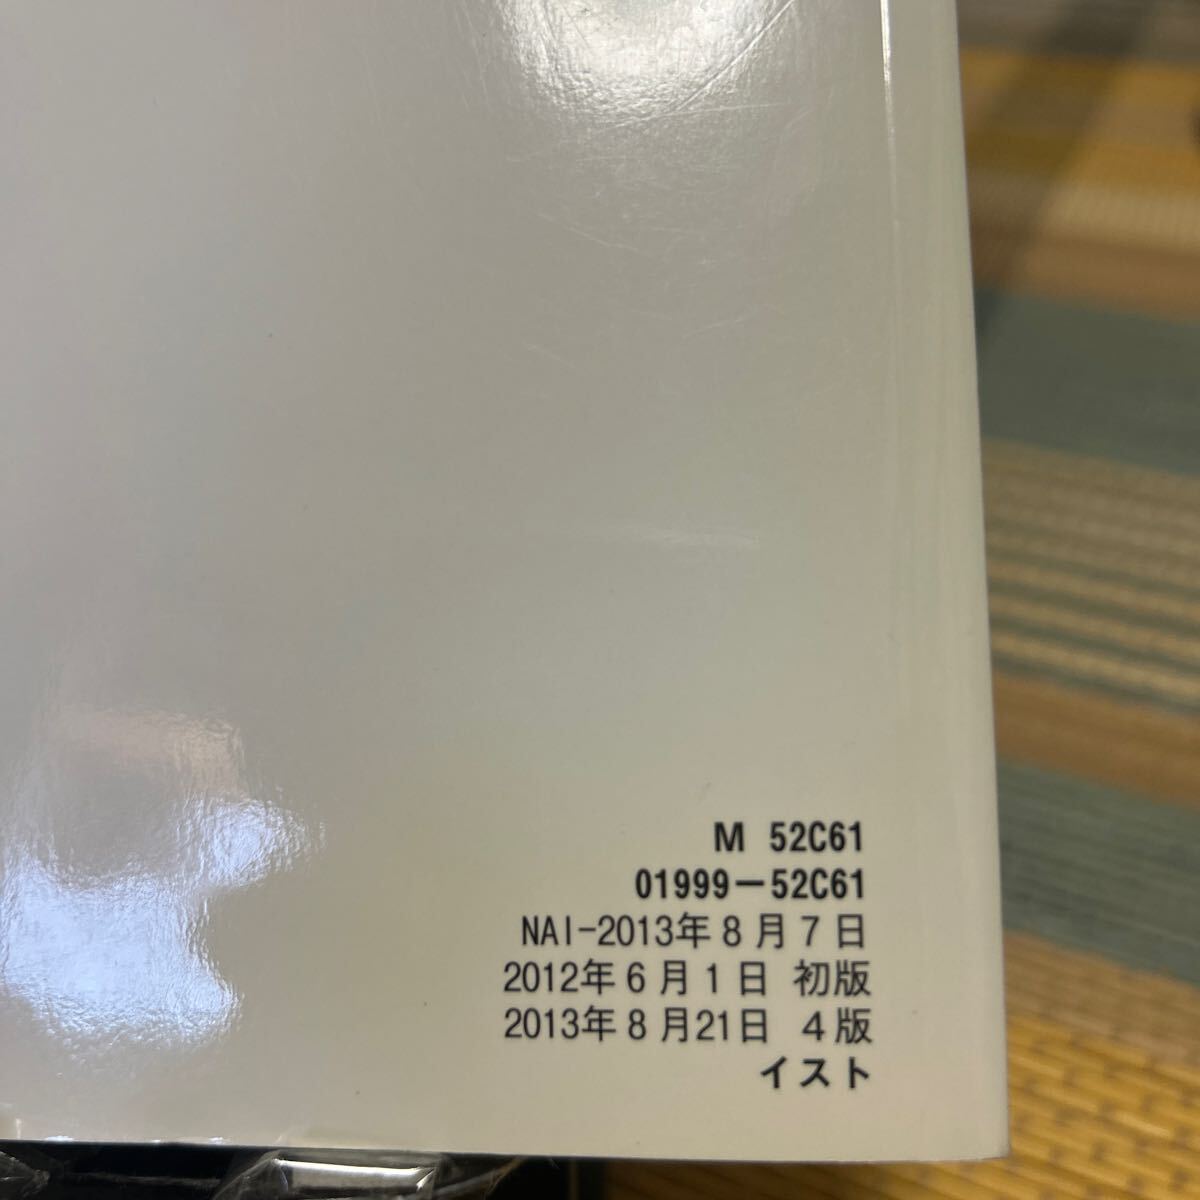 M 52C61
01999-52C61
NAI-2013年8月7日
2012年6月1日 初版
2013年8月21日 4版
イスト